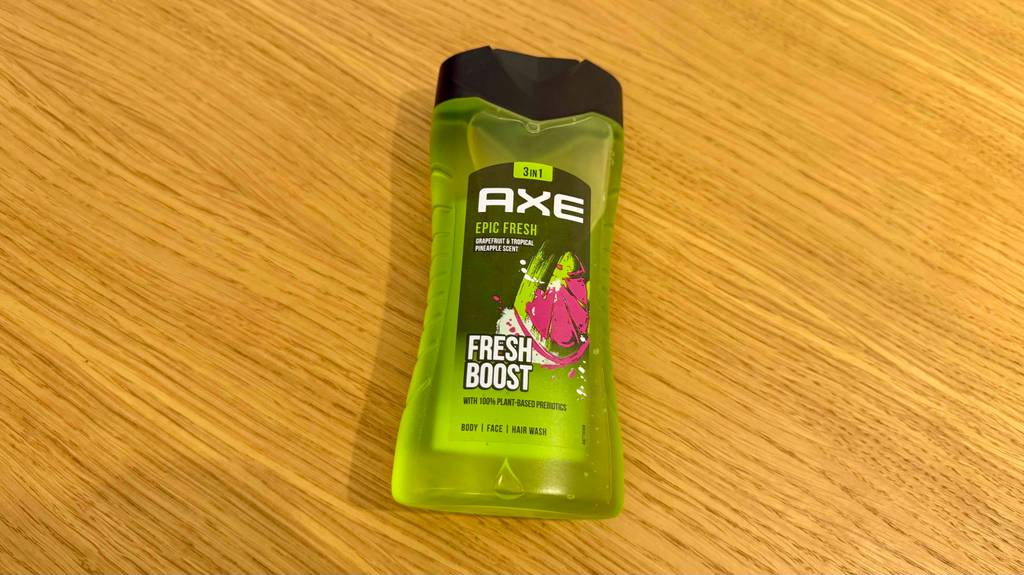 3 IN 1
AXE
EPIC FRESH
GRAPEFRUIT & TROPICAL
PINEAPPLE SCENT
FRESH
BOOST
WITH 100% PLANT-BASED PREBIOTICS
BODY | FACE | HAIR WASH